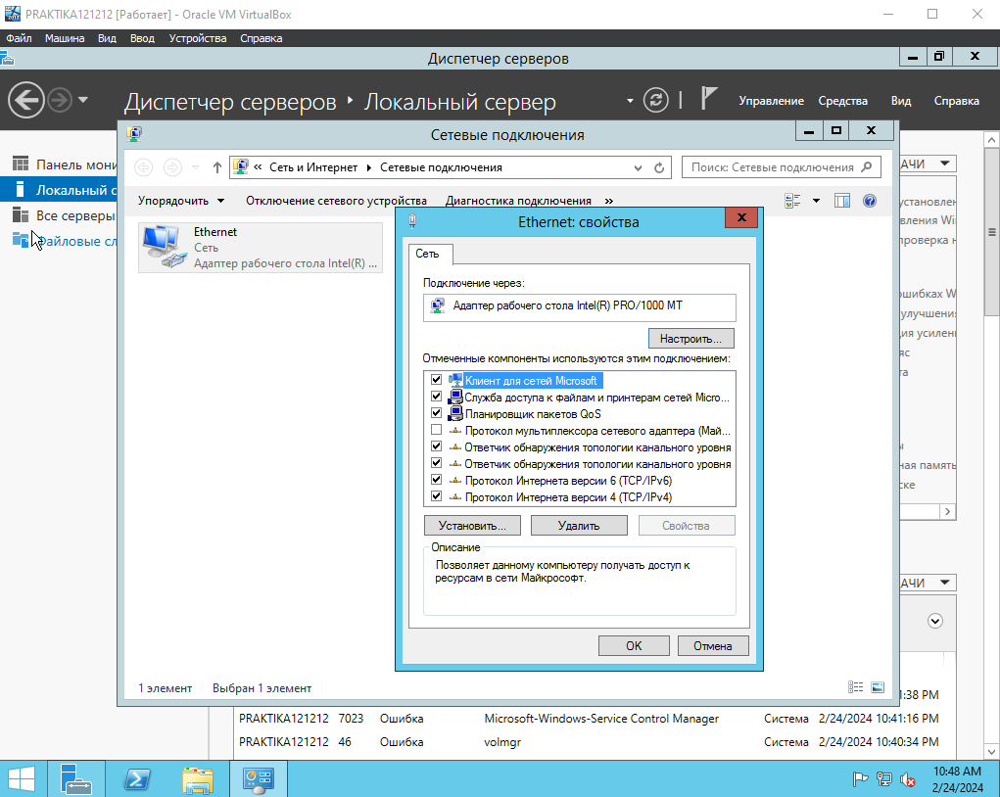 PRAKTIKA121212 [Работает] - Oracle VM VirtualBox
Файл Машина Вид Ввод Устройства Справка
Диспетчер серверов
Диспетчер серверов ‣ Локальный сервер
Управление Средства Вид Справка
Панель мони
Локальный с
Все серверы
Файловые сл
Сетевые подключения
« Сеть и Интернет ‣ Сетевые подключения
Поиск: Сетевые подключения
Упорядочить Отключение сетевого устройства Диагностика подключения »
Ethernet
Сеть
Адаптер рабочего стола Intel(R) ...
Ethernet: свойства
Сеть
Подключение через:
Адаптер рабочего стола Intel(R) PRO/1000 MT
Настроить...
Отмеченные компоненты используются этим подключением:
Клиент для сетей Microsoft
Служба доступа к файлам и принтерам сетей Micro...
Планировщик пакетов QoS
Протокол мультиплексора сетевого адаптера (Май...
Ответчик обнаружения топологии канального уровня
Ответчик обнаружения топологии канального уровня
Протокол Интернета версии 6 (TCP/IPv6)
Протокол Интернета версии 4 (TCP/IPv4)
Установить... Удалить Свойства
Описание
Позволяет данному компьютеру получать доступ к
ресурсам в сети Майкрософт.
OK Отмена
1 элемент Выбран 1 элемент
АЧИ
установлен
вления Wi
проверка н
ошибках W
улучшени
ия усилен
яс
та
ы
ная память
ске
АЧИ
1:38 PM
PRAKTIKA121212 7023 Ошибка Microsoft-Windows-Service Control Manager Система 2/24/2024 10:41:16 PM
PRAKTIKA121212 46 Ошибка volmgr Система 2/24/2024 10:40:34 PM
10:48 AM
2/24/2024